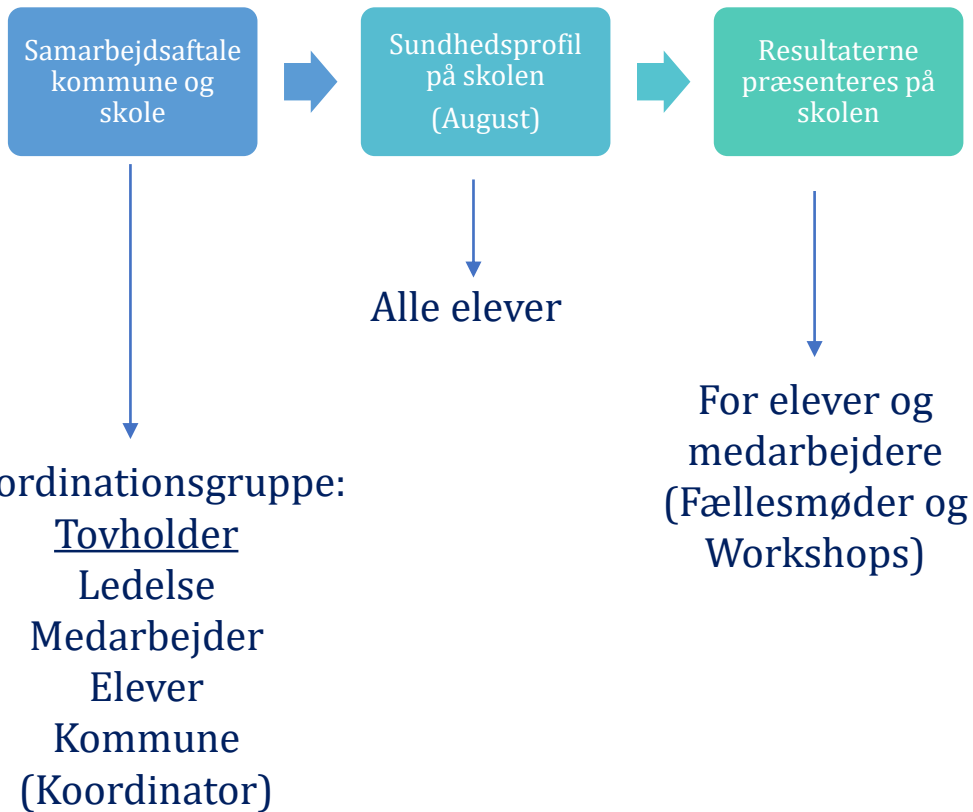 Samarbejdsaftale
kommune og
skole
Sundhedsprofil
på skolen
(August)
Resultaterne
præsenteres på
skolen
Alle elever
For elever og
medarbejdere
(Fællesmøder og
Workshops)
ordinationsgruppe:
Tovholder
Ledelse
Medarbejder
Elever
Kommune
(Koordinator)